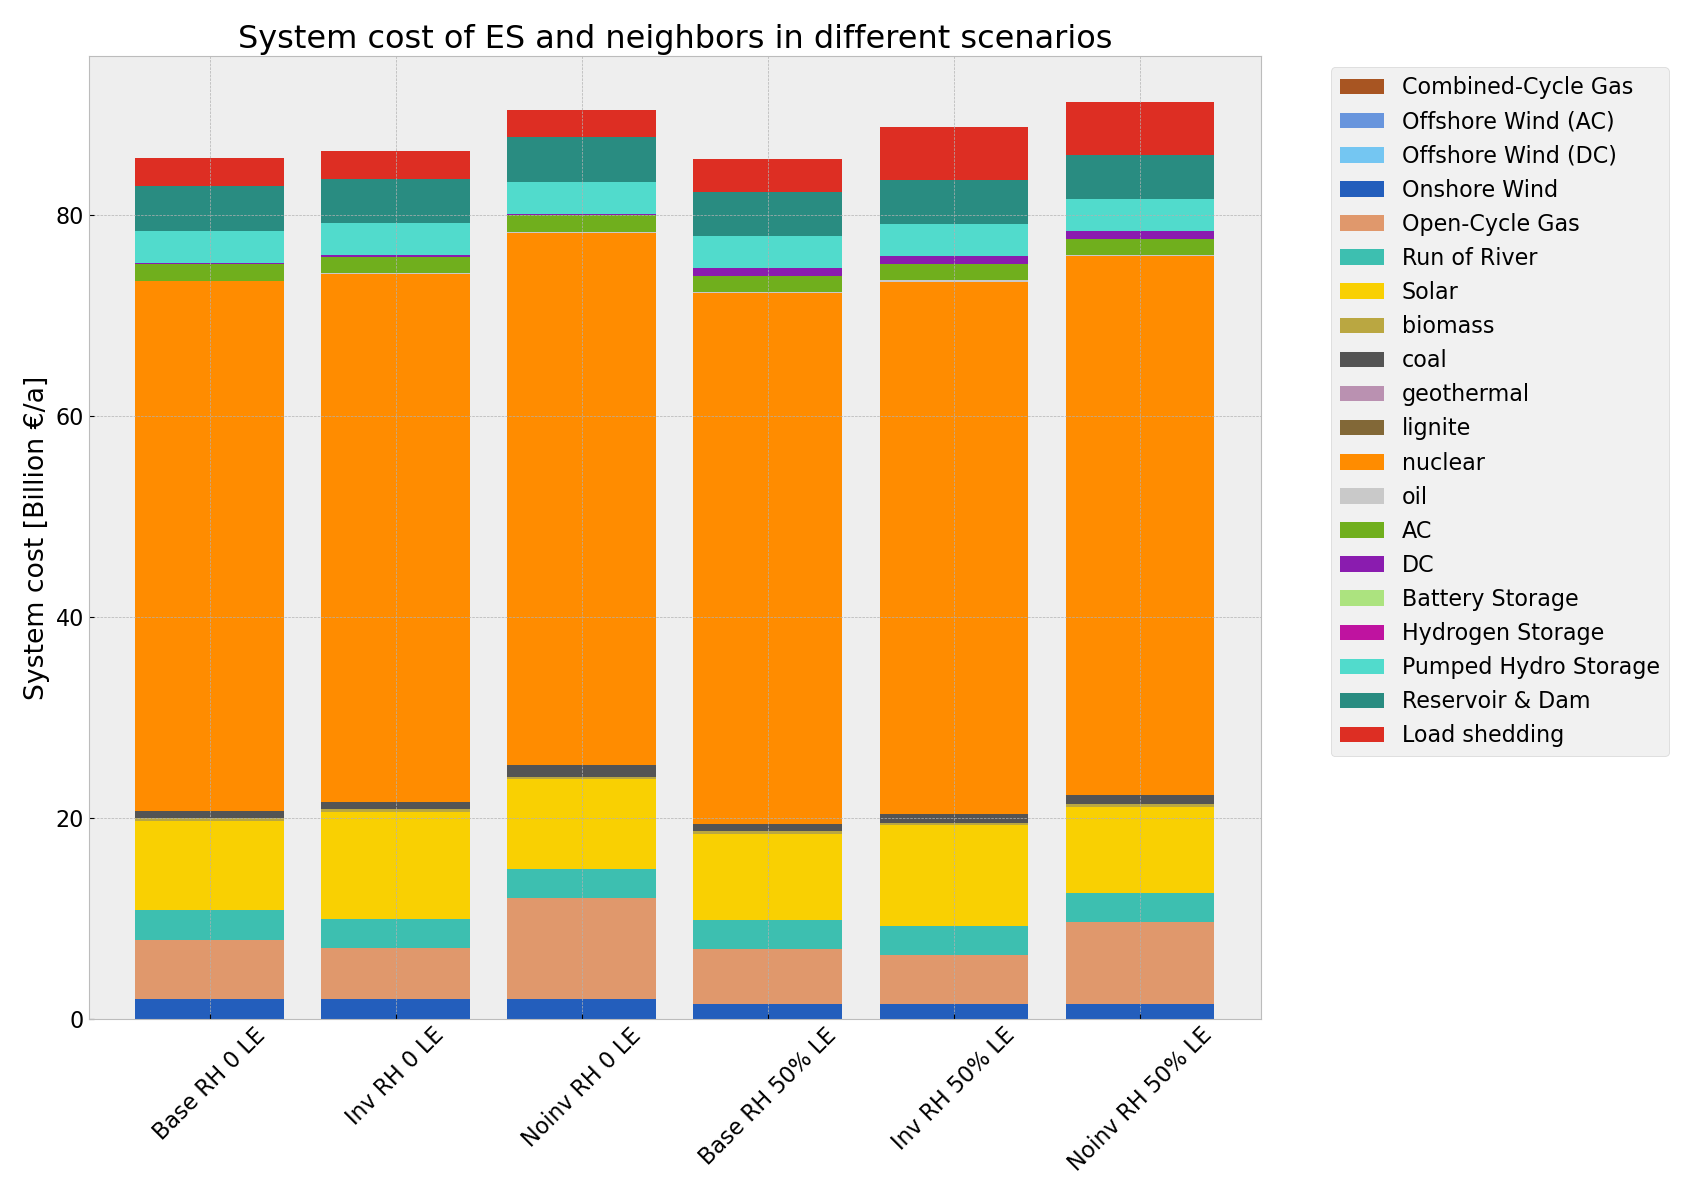 System cost of ES and neighbors in different scenarios
System cost [Billion €/a]
80
60
40
20
0
Base RH 0 LE
Inv RH 0 LE
Noinv RH 0 LE
Base RH 50% LE
Inv RH 50% LE
Noinv RH 50% LE
Combined-Cycle Gas
Offshore Wind (AC)
Offshore Wind (DC)
Onshore Wind
Open-Cycle Gas
Run of River
Solar
biomass
coal
geothermal
lignite
nuclear
oil
AC
DC
Battery Storage
Hydrogen Storage
Pumped Hydro Storage
Reservoir & Dam
Load shedding